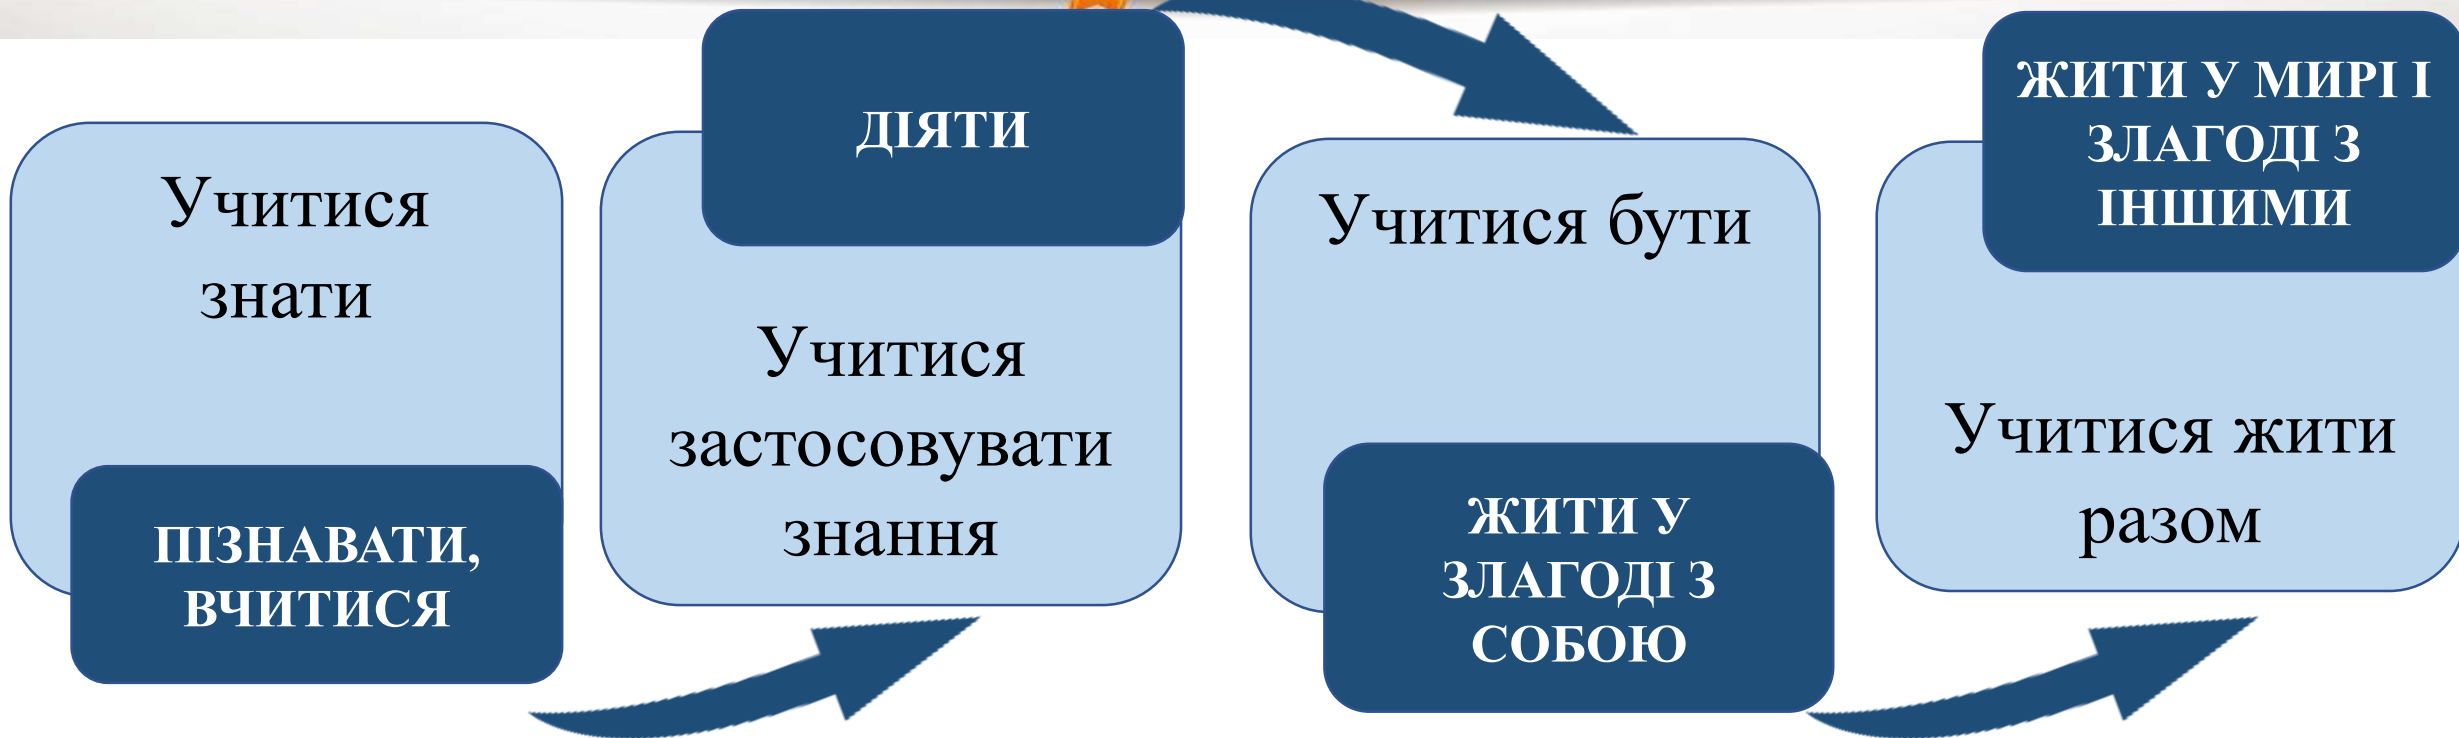 Учитися
знати
ПІЗНАВАТИ,
ВЧИТИСЯ
ДІЯТИ
Учитися
застосовувати
знання
Учитися бути
ЖИТИ У
ЗЛАГОДІ З
СОБОЮ
ЖИТИ У МИРІ І
ЗЛАГОДІ З
ІНШИМИ
Учитися жити
разом